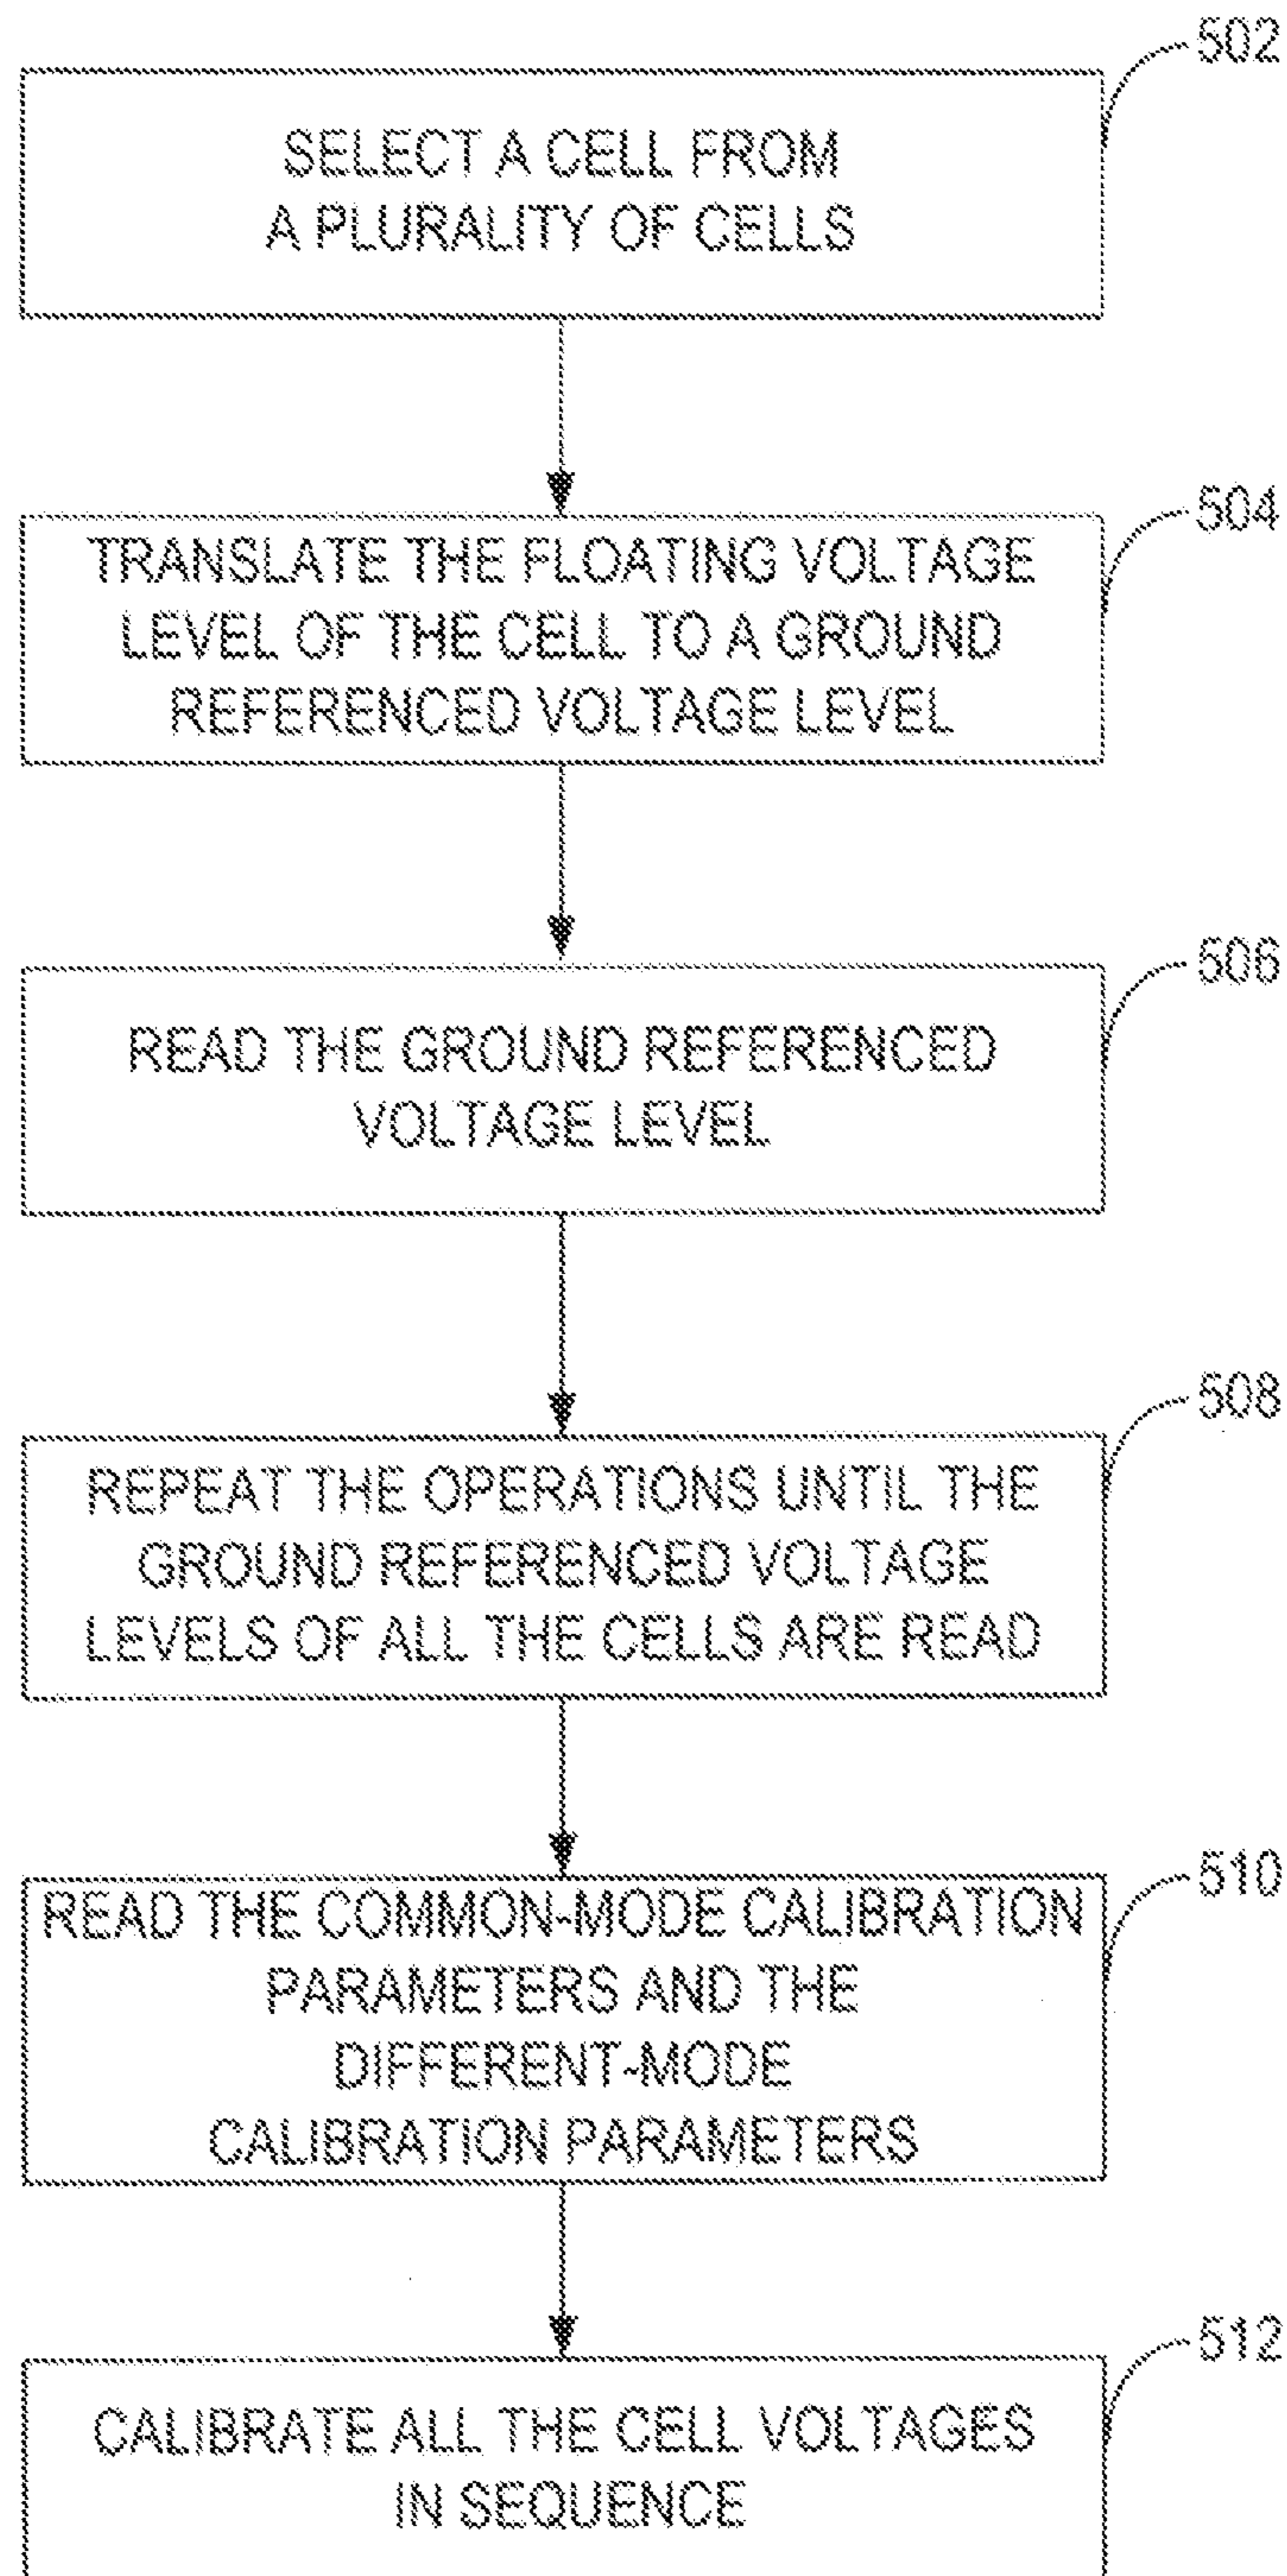 502
SELECT A CELL FROM
A PLURALITY OF CELLS
504
TRANSLATE THE FLOATING VOLTAGE
LEVEL OF THE CELL TO A GROUND
REFERENCED VOLTAGE LEVEL
506
READ THE GROUND REFERENCED
VOLTAGE LEVEL
508
REPEAT THE OPERATIONS UNTIL THE
GROUND REFERENCED VOLTAGE
LEVELS OF ALL THE CELLS ARE READ
510
READ THE COMMON-MODE CALIBRATION
PARAMETERS AND THE
DIFFERENT-MODE
CALIBRATION PARAMETERS
512
CALIBRATE ALL THE CELL VOLTAGES
IN SEQUENCE